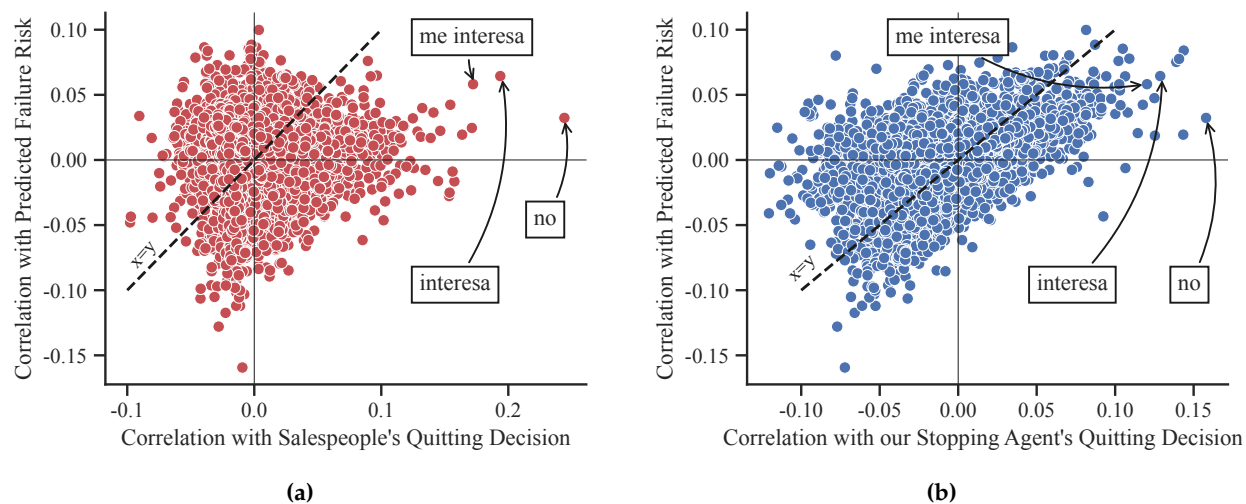 Correlation with Predicted Failure Risk
0.10
0.05
0.00
-0.05
-0.10
-0.15
-0.1
0.0
0.1
0.2
Correlation with Salespeople's Quitting Decision
me interesa
no
interesa
x=y
(a)
Correlation with Predicted Failure Risk
0.10
0.05
0.00
-0.05
-0.10
-0.15
-0.10
-0.05
0.00
0.05
0.10
0.15
Correlation with our Stopping Agent's Quitting Decision
me interesa
interesa
no
x=y
(b)